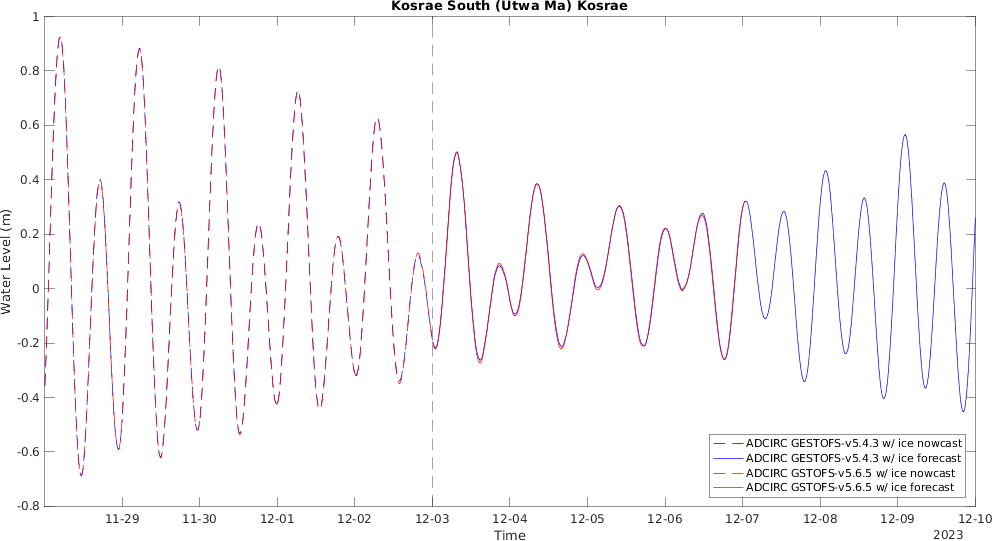 Kosrae South (Utwa Ma) Kosrae
Water Level (m)
1
0.8
0.6
0.4
0.2
0
-0.2
-0.4
-0.6
-0.8
ADCIRC GESTOFS-v5.4.3 w/ ice nowcast
ADCIRC GESTOFS-v5.4.3 w/ ice forecast
ADCIRC GSTOFS-v5.6.5 w/ ice nowcast
ADCIRC GSTOFS-v5.6.5 w/ ice forecast
11-29 11-30 12-01 12-02 12-03 12-04 12-05 12-06 12-07 12-08 12-09 12-10
Time
2023